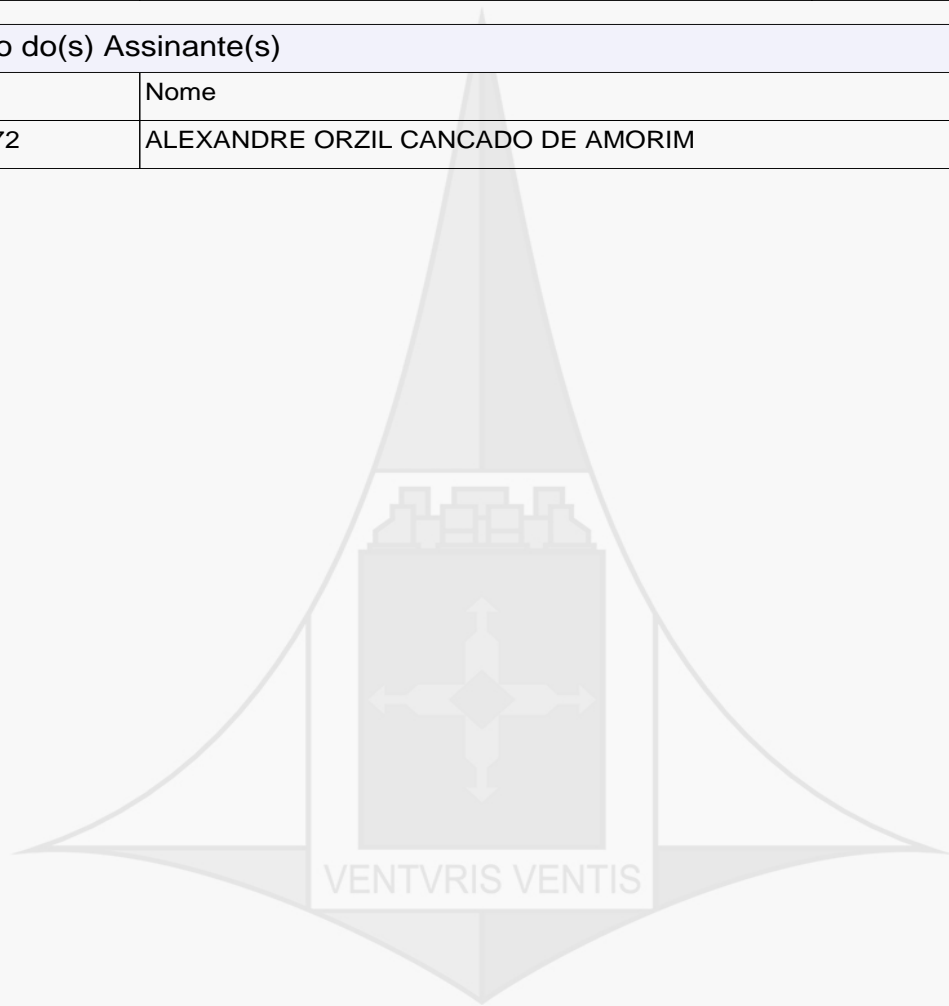 o do(s) Assinante(s)
Nome
72 ALEXANDRE ORZIL CANCADO DE AMORIM
VENTVRIS VENTIS